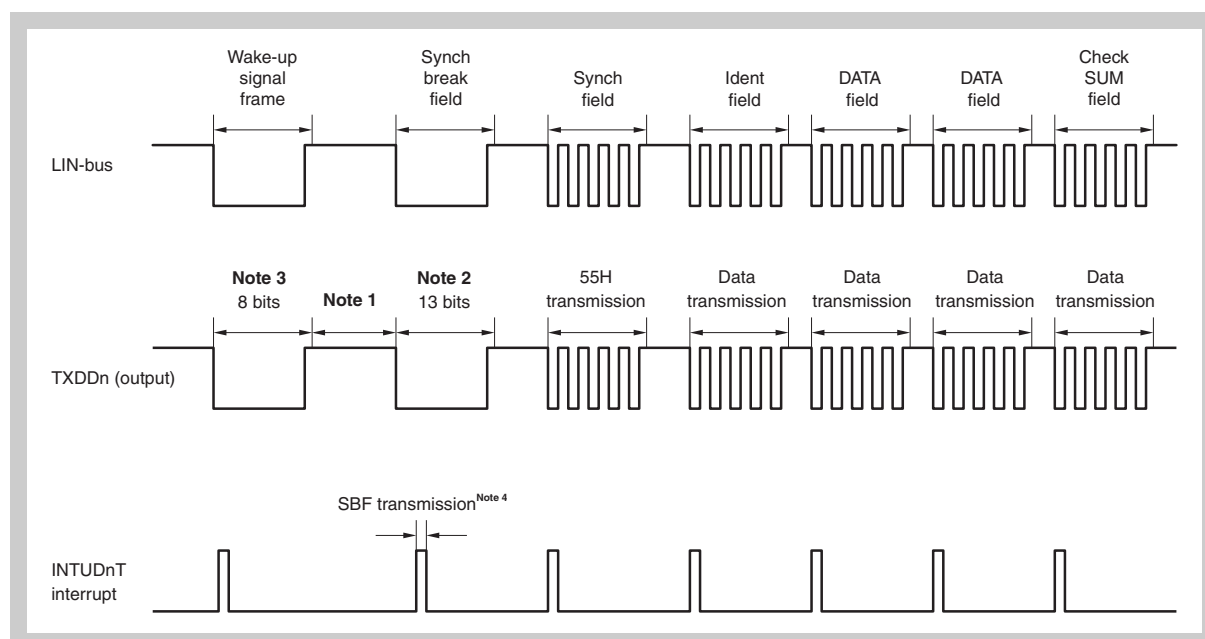 Wake-up
signal
frame
Synch
break
field
Synch
field
Ident
field
DATA
field
DATA
field
Check
SUM
field
LIN-bus
Note 3
8 bits
Note 1
Note 2
13 bits
55H
transmission
Data
transmission
Data
transmission
Data
transmission
Data
transmission
TXDDn (output)
SBF transmission Note 4
INTUDnT
interrupt